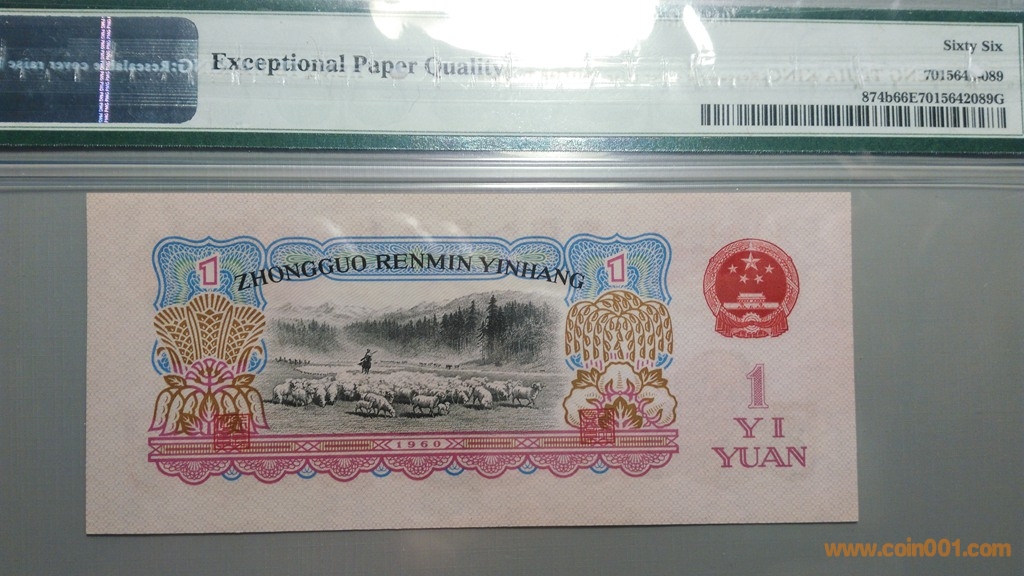 Exceptional Paper Quality
Sixty Six
874b66E7015642089G
1
1
ZHONGGUO RENMIN YINHANG
1960
1
YI
YUAN
www.coin001.com